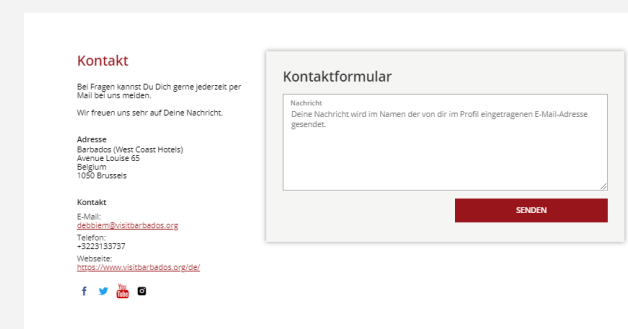 Kontakt
Bei Fragen kannst Du Dich gerne jederzeit per
Mail bei uns melden.
Wir freuen uns sehr auf Deine Nachricht.
Adresse
Barbados (West Coast Hotels)
Avenue Louise 65
Belgium
1050 Brussels
Kontakt
E-Mail:
debbiem@visitbarbados.org
Telefon:
+3223133737
Webseite:
https://www.visitbarbados.org/de/
You
Tube
Kontaktformular
Nachricht
Deine Nachricht wird im Namen der von dir im Profil eingetragenen E-Mail-Adresse
gesendet.
SENDEN